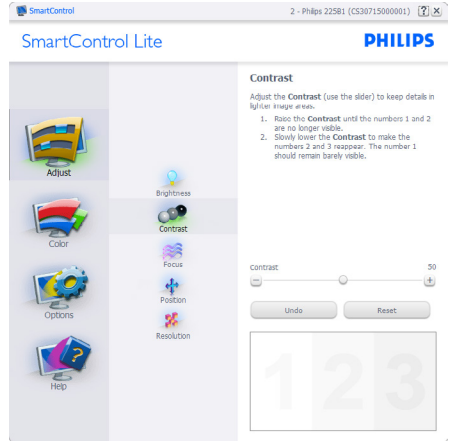 SmartControl
2 - Philips 225B1 (CS30715000001)
?
SmartControl Lite
PHILIPS
Adjust
Color
Options
Help
Brightness
Contrast
Focus
Position
Resolution
Contrast
Adjust the Contrast (use the slider) to keep details in
lighter image areas.
1. Raise the Contrast until the numbers 1 and 2
are no longer visible.
2. Slowly lower the Contrast to make the
numbers 2 and 3 reappear. The number 1
should remain barely visible.
Contrast 50
Undo Reset
1 2 3